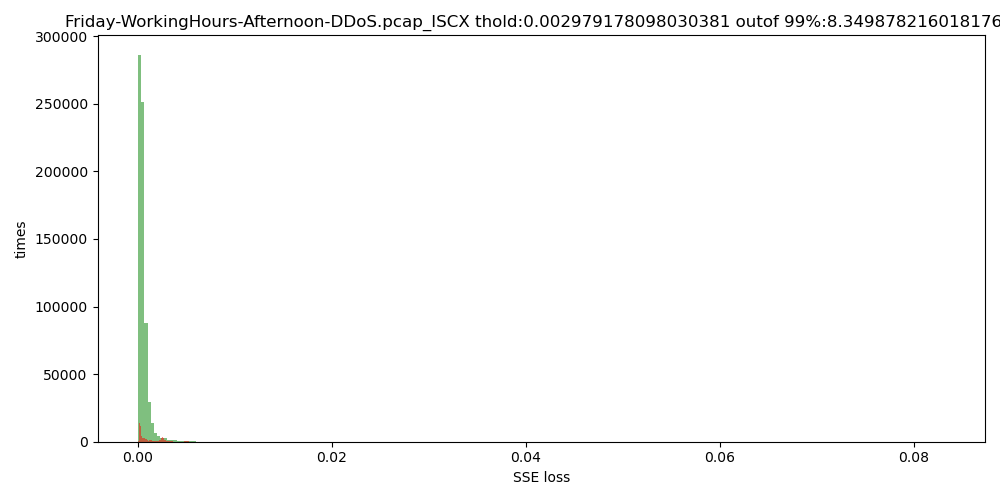 Friday-WorkingHours-Afternoon-DDoS.pcap_ISCX thold:0.002979178098030381 outof 99%:8.349878216018176
300000
250000
200000
150000
100000
50000
0
times
0.00 0.02 0.04 0.06 0.08
SSE loss